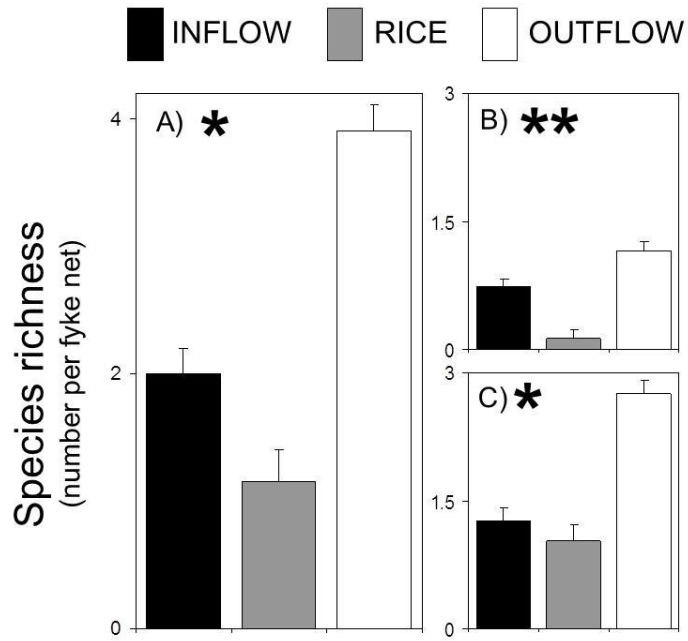 INFLOW RICE OUTFLOW
Species richness
(number per fyke net)
A) *
4
2
0
B) **
3
1.5
0
C) *
3
1.5
0